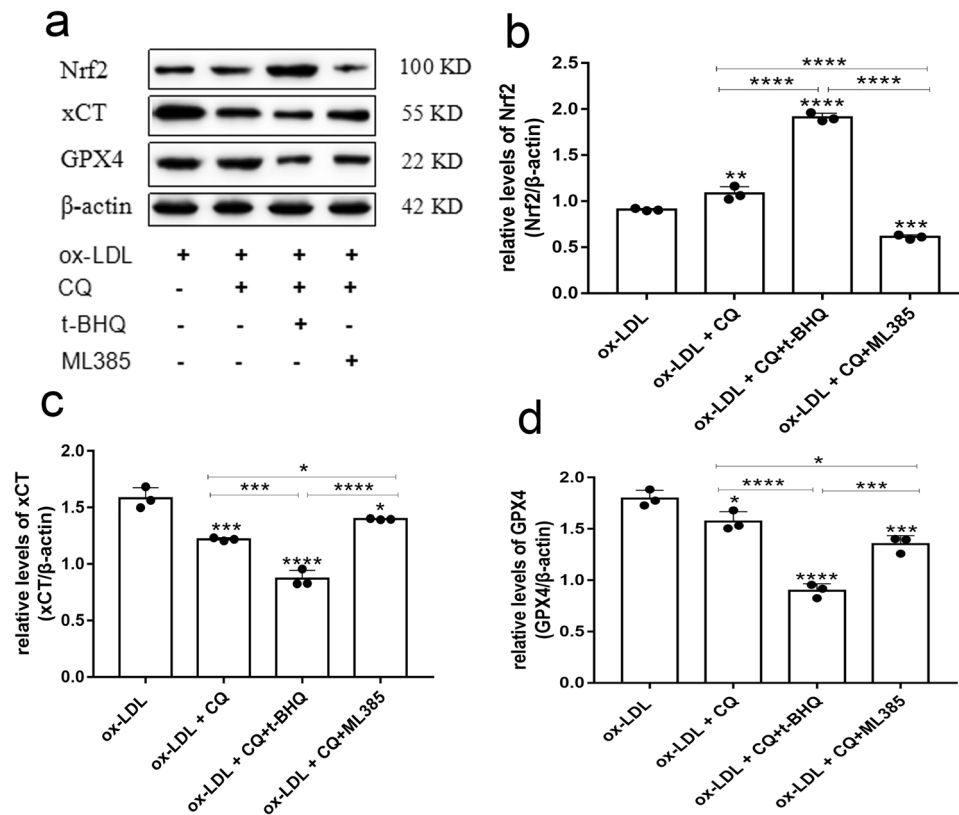 a
Nrf2 100 KD
xCT 55 KD
GPX4 22 KD
β-actin 42 KD
ox-LDL + + + +
CQ - + + +
t-BHQ - - + -
ML385 - - - +
b
relative levels of Nrf2
(Nrf2/β-actin)
2.5
2.0
1.5
1.0
0.5
0.0
****
**** ****
****
**
***
ox-LDL
ox-LDL + CQ
ox-LDL + CQ+t-BHQ
ox-LDL + CQ+ML385
c
relative levels of xCT
(xCT/β-actin)
2.0
1.5
1.0
0.5
0.0
*
*** ****
***
****
*
ox-LDL
ox-LDL + CQ
ox-LDL + CQ+t-BHQ
ox-LDL + CQ+ML385
d
relative levels of GPX4
(GPX4/β-actin)
2.0
1.5
1.0
0.5
0.0
*
**** ***
*
****
***
ox-LDL
ox-LDL + CQ
ox-LDL + CQ+t-BHQ
ox-LDL + CQ+ML385